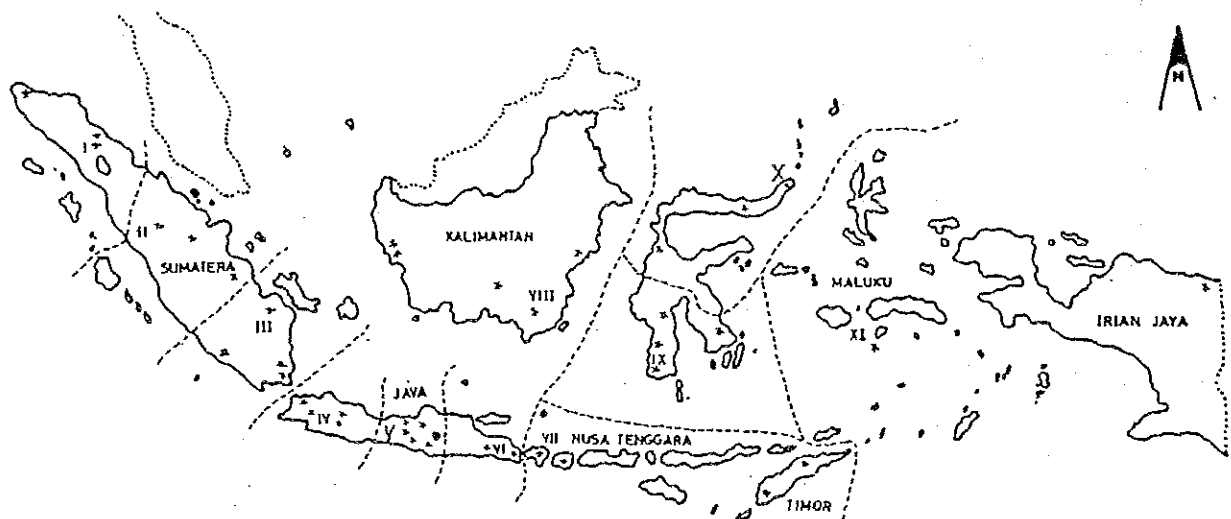 N
I
II
SUMATERA
III
KALIMANTAN
VIII
X
MALUKU
XI
IRIAN JAYA
IX
JAVA
IV
V
VI
VII NUSA TENGGARA
TIMOR